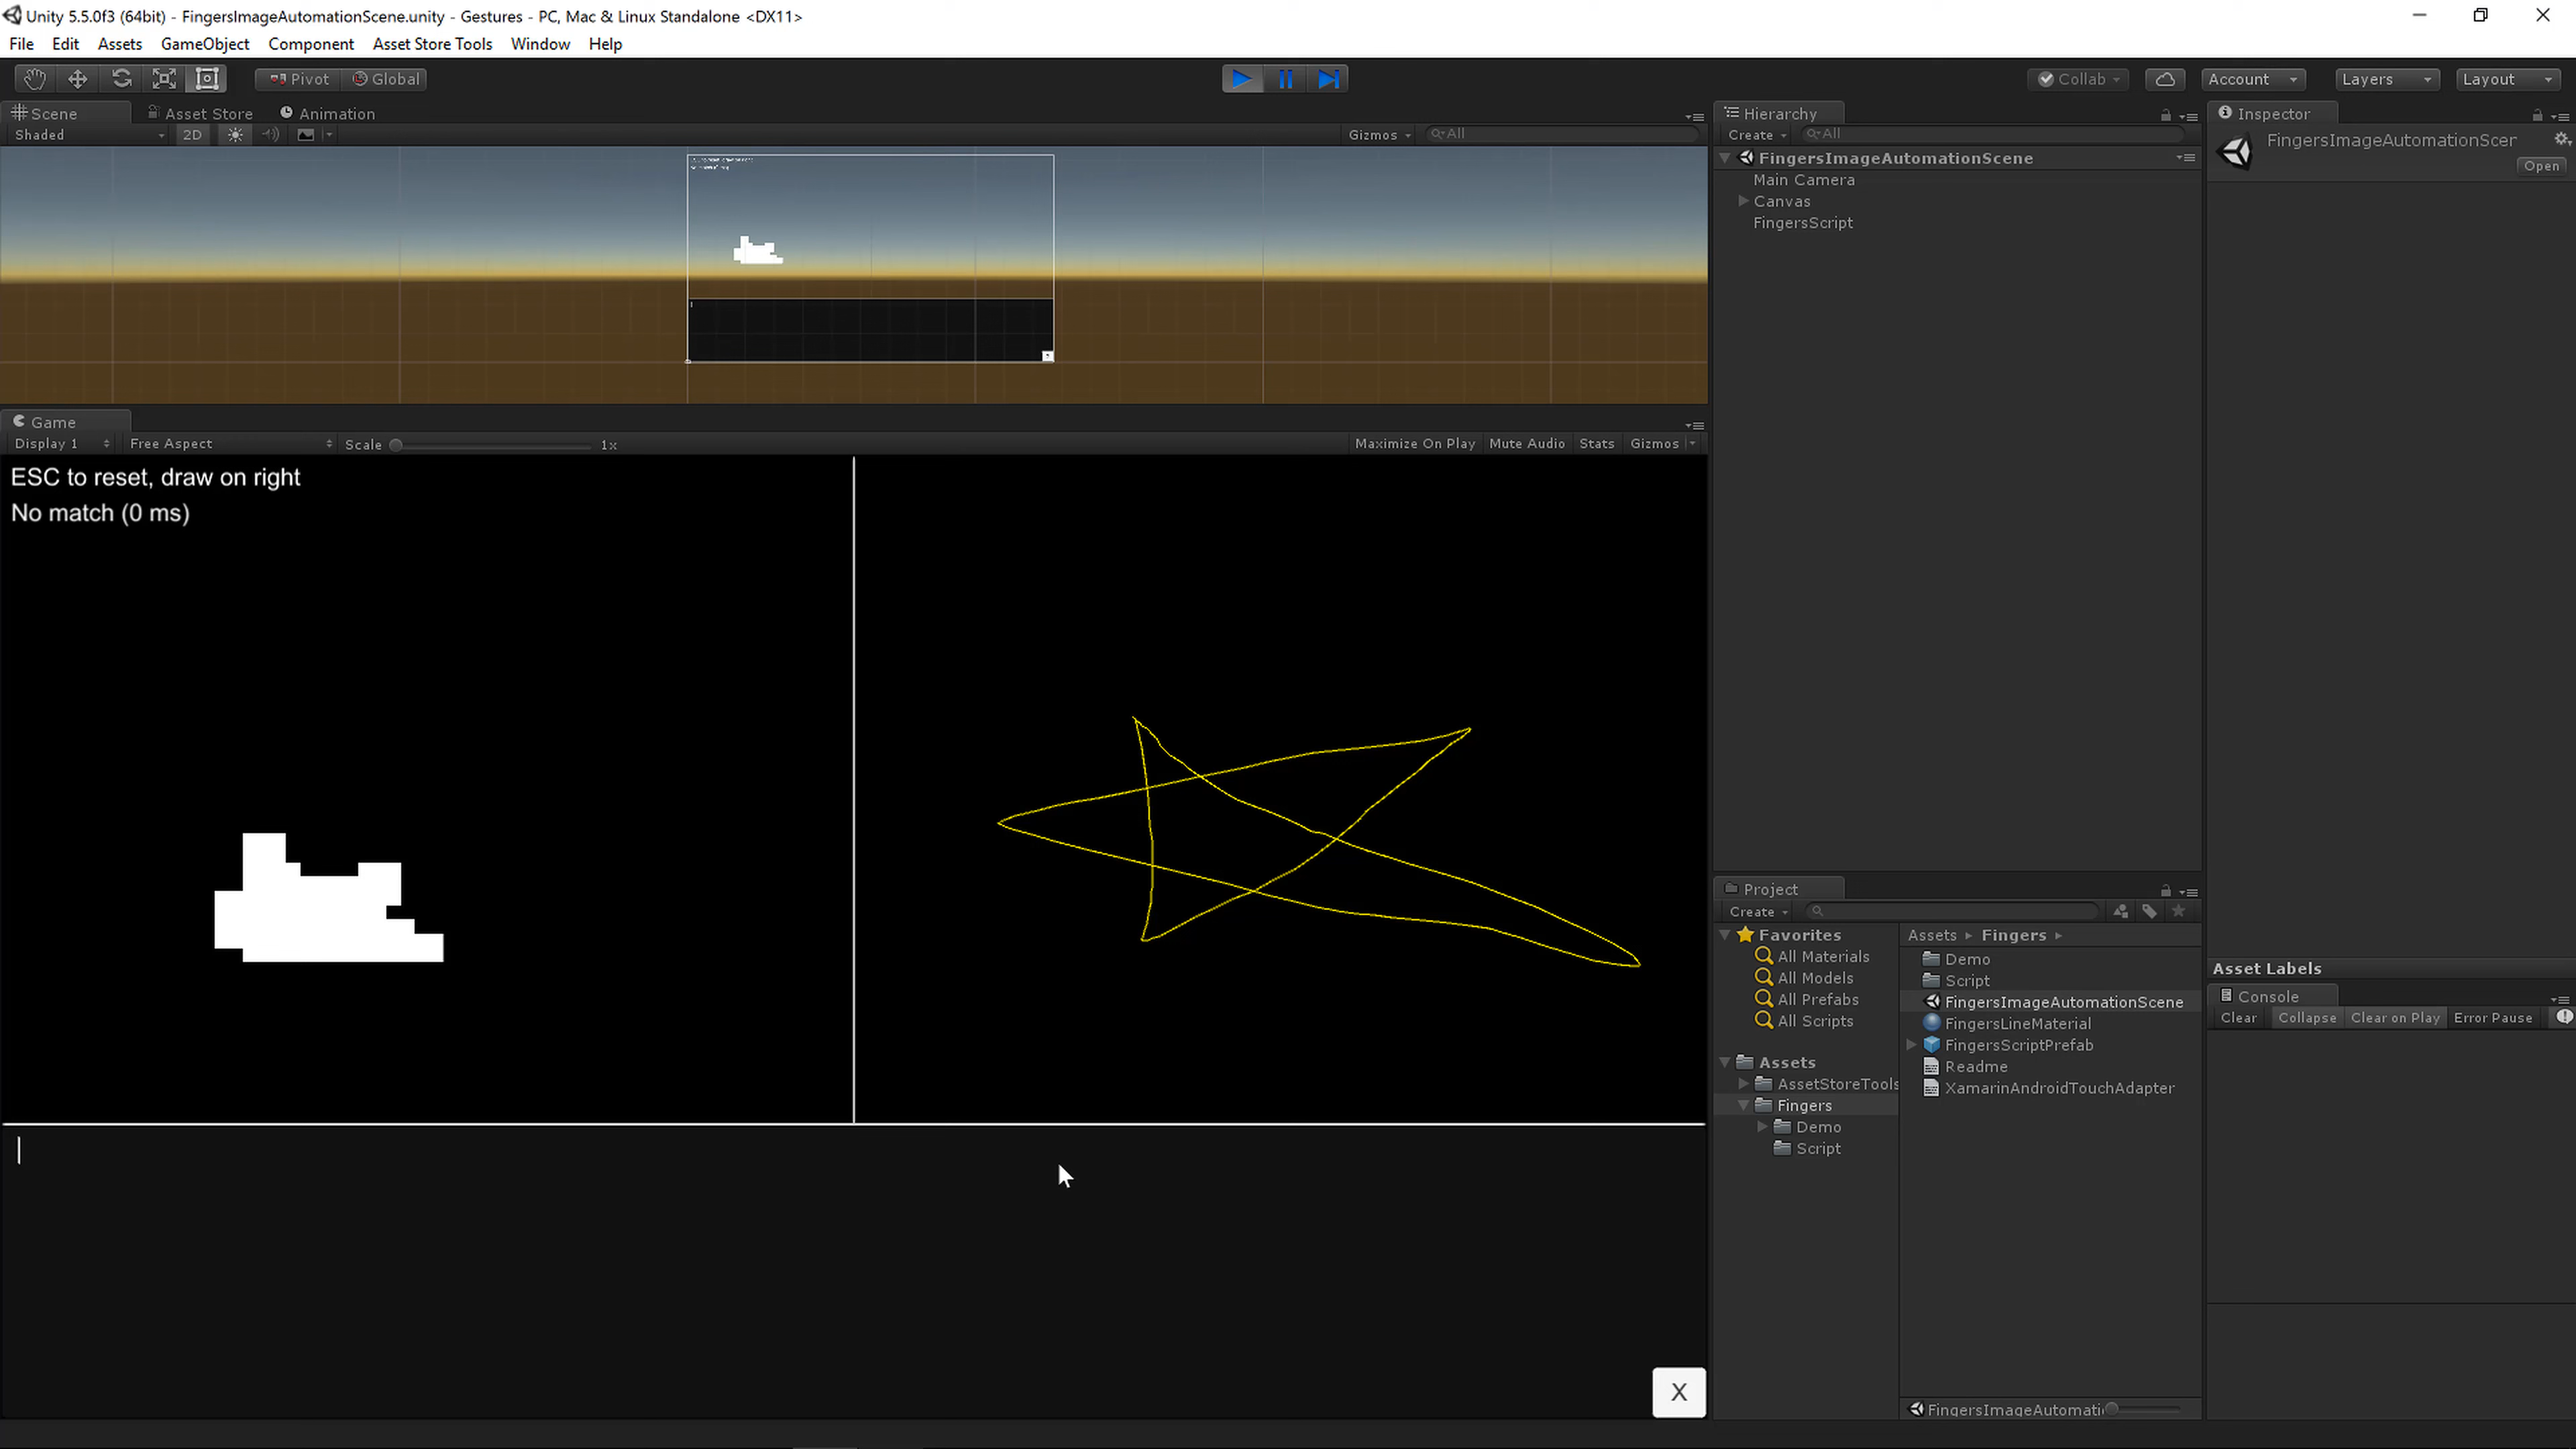 Unity 5.5.0f3 (64bit) - FingersImageAutomationScene.unity - Gestures - PC, Mac & Linux Standalone <DX11>
File Edit Assets GameObject Component Asset Store Tools Window Help
Pivot Global Collab Account Layers Layout
Scene Asset Store Animation
Shaded 2D Gizmos All
Game
Display 1 Free Aspect Scale 1x Maximize On Play Mute Audio Stats Gizmos
ESC to reset, draw on right
No match (0 ms)
X
Hierarchy
Create All
FingersImageAutomationScene
Main Camera
Canvas
FingersScript
Project
Create
Favorites
All Materials
All Models
All Prefabs
All Scripts
Assets
AssetStoreTools
Fingers
Demo
Script
Assets Fingers
Demo
Script
FingersImageAutomationScene
FingersLineMaterial
FingersScriptPrefab
Readme
XamarinAndroidTouchAdapter
FingersImageAutomati
Inspector
FingersImageAutomationScer
Open
Asset Labels
Console
Clear Collapse Clear on Play Error Pause